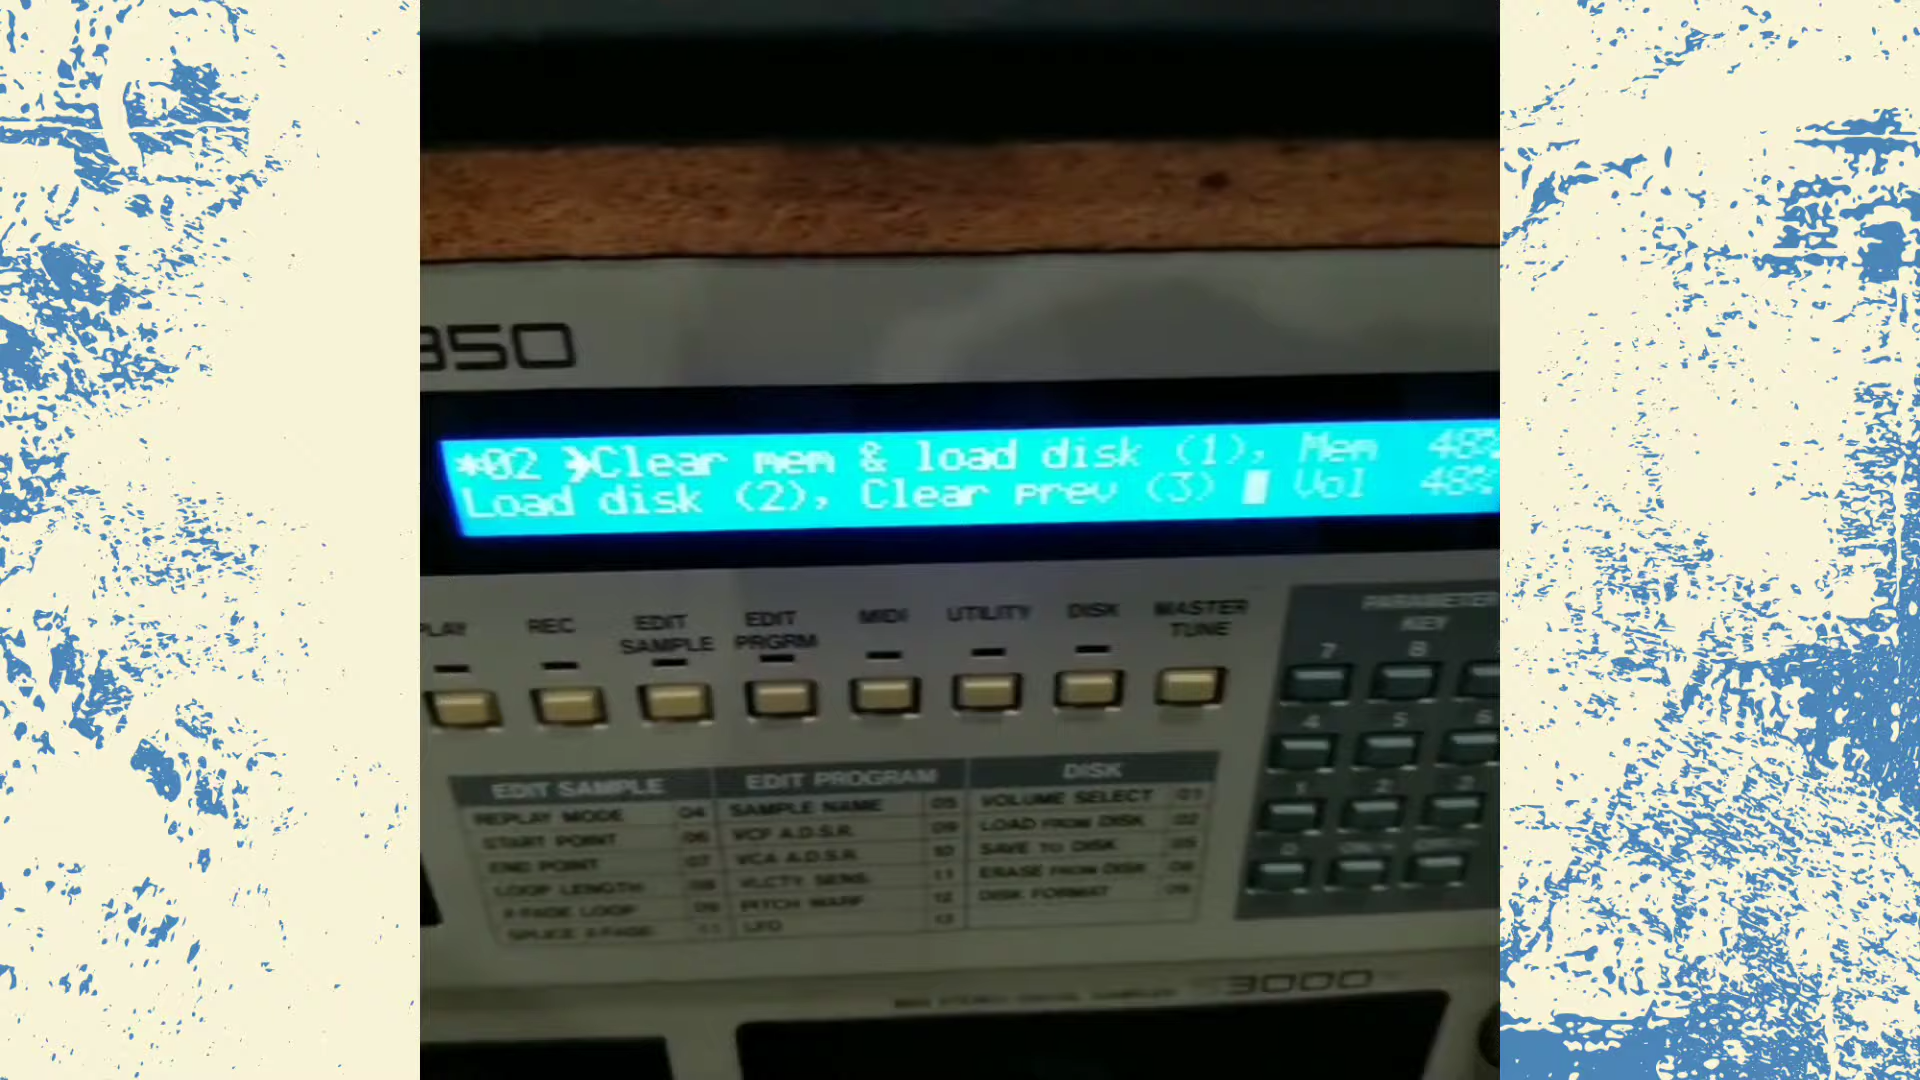 950
*02 Clear mem & load disk (1), Mem 48%
Load disk (2), Clear prev (3) Vol 48%
PLAY
REC
EDIT SAMPLE
EDIT PRGRM
MIDI
UTILITY
DISK
MASTER TUNE
PARAMETER KEY
7 8
4 5 6
1 2 3
0
EDIT SAMPLE
REPLAY MODE 04
START POINT 06
END POINT 07
LOOP LENGTH 08
X-FADE LOOP 09
SPLICE X-FADE 11
EDIT PROGRAM
SAMPLE NAME 05
VCF A.D.S.R. 09
VCA A.D.S.R. 10
VLCTY SENS. 11
PITCH WARP 12
LFO 13
DISK
VOLUME SELECT 01
LOAD FROM DISK 02
SAVE TO DISK
ERASE FROM DISK
DISK FORMAT
3000